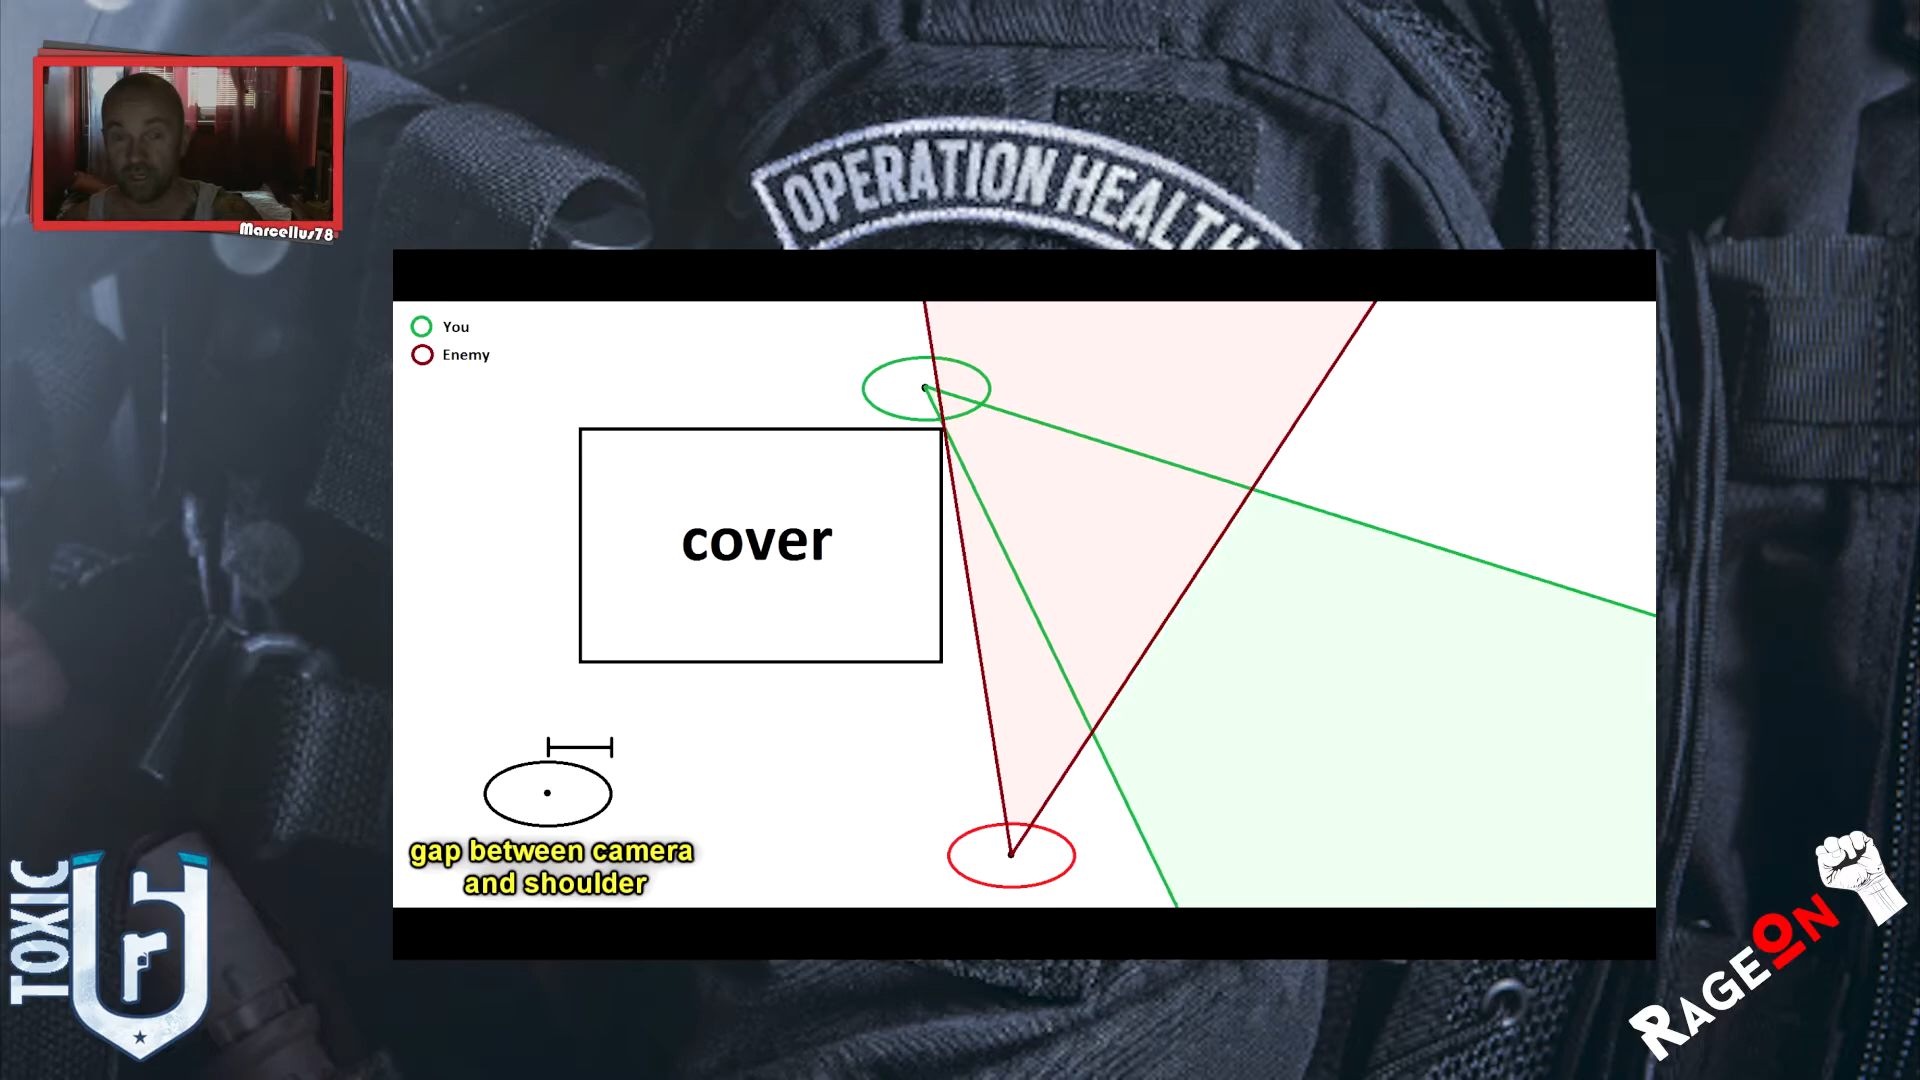 OPERATION HEALTH
Marcellus78
You
Enemy
cover
gap between camera
and shoulder
TOXIC
RAGEON